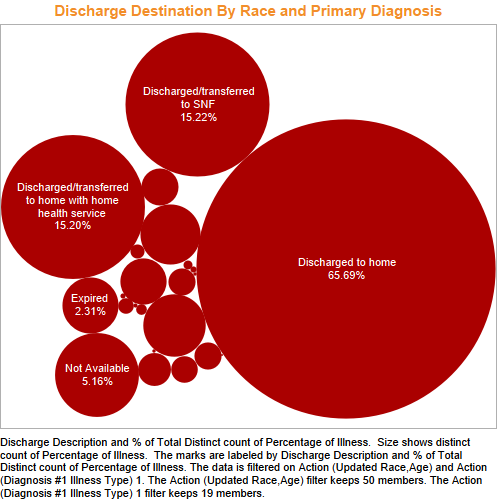 Discharge Destination By Race and Primary Diagnosis
Discharged/transferred
to SNF
15.22%
Discharged/transferred
to home with home
health service
15.20%
Discharged to home
65.69%
Expired
2.31%
Not Available
5.16%
Discharge Description and % of Total Distinct count of Percentage of Illness.  Size shows distinct
count of Percentage of Illness.  The marks are labeled by Discharge Description and % of Total
Distinct count of Percentage of Illness. The data is filtered on Action (Updated Race,Age) and Action
(Diagnosis #1 Illness Type) 1. The Action (Updated Race,Age) filter keeps 50 members. The Action
(Diagnosis #1 Illness Type) 1 filter keeps 19 members.